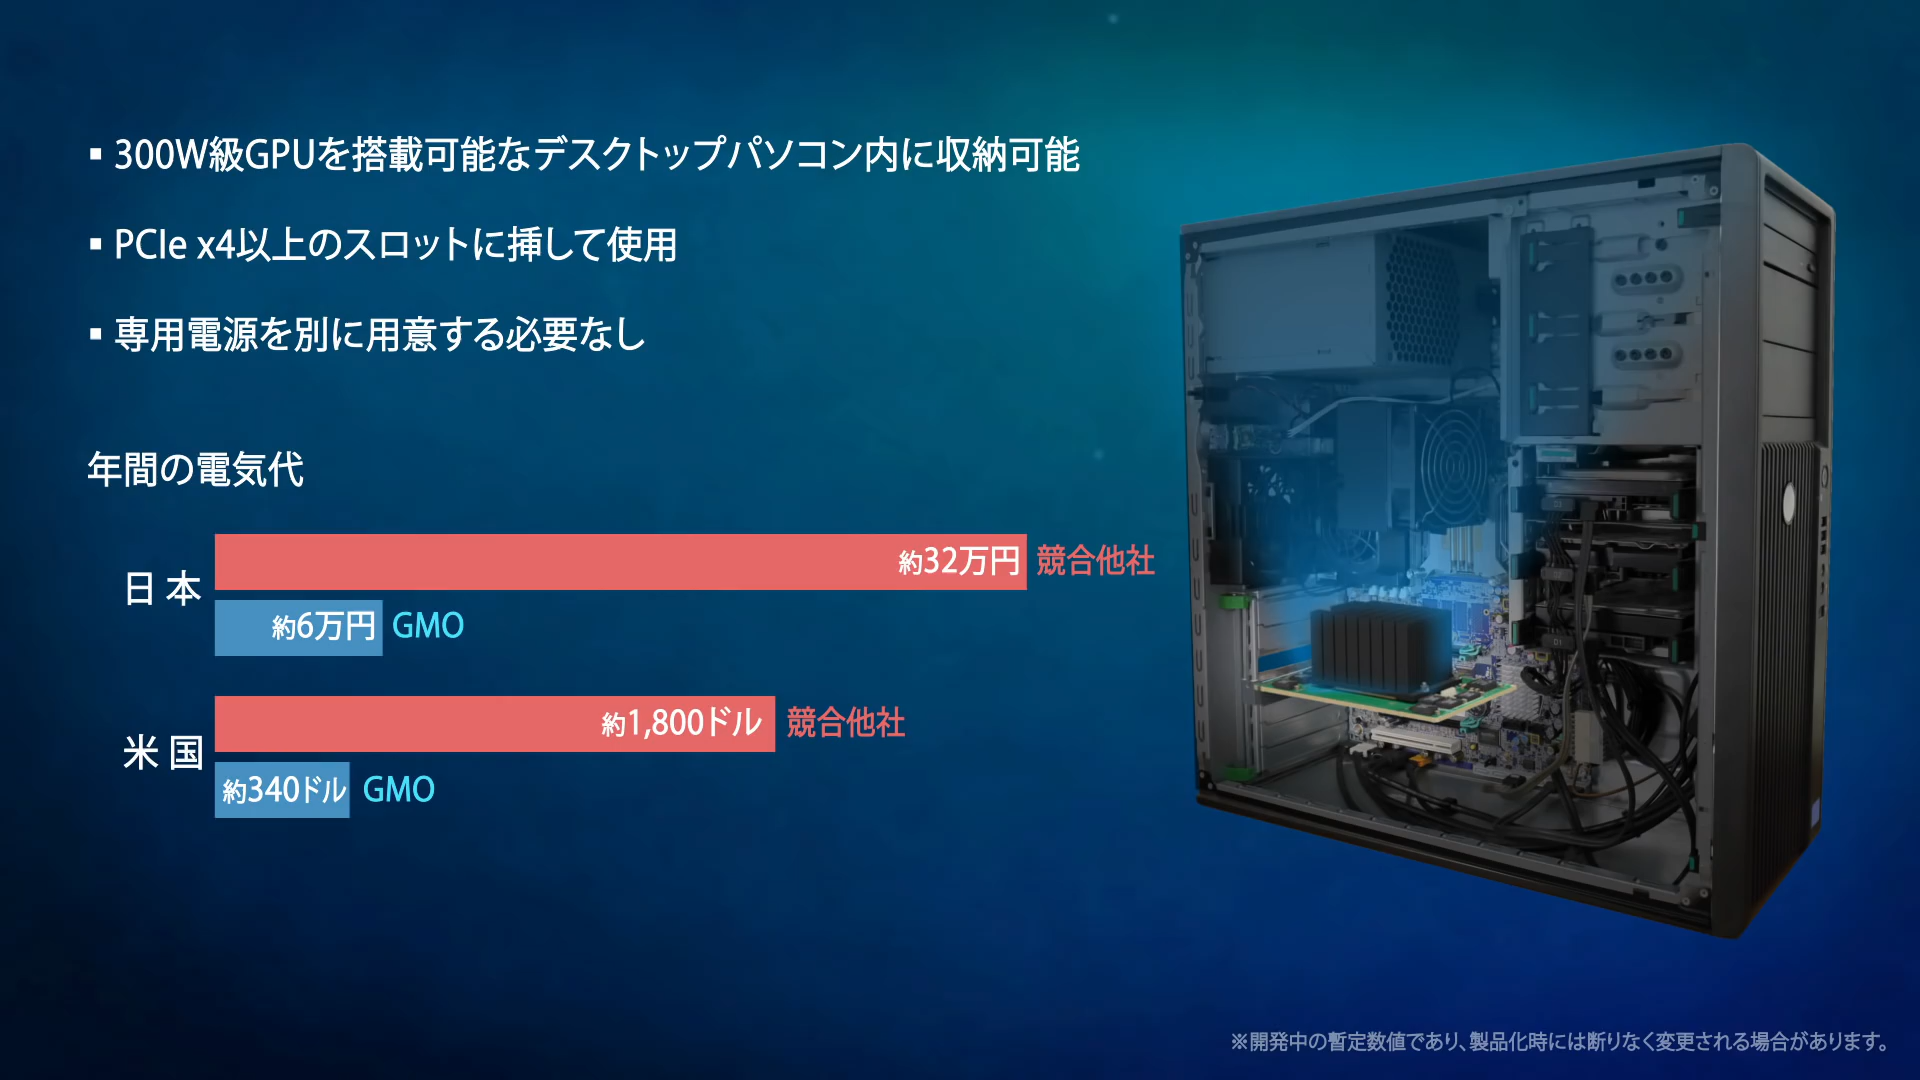 ▪ 300W級GPUを搭載可能なデスクトップパソコン内に収納可能
▪ PCIe x4以上のスロットに挿して使用
▪ 専用電源を別に用意する必要なし
年間の電気代
日本
約32万円 競合他社
約6万円 GMO
米国
約1,800ドル 競合他社
約340ドル GMO
※開発中の暫定数値であり、製品化時には断りなく変更される場合があります。